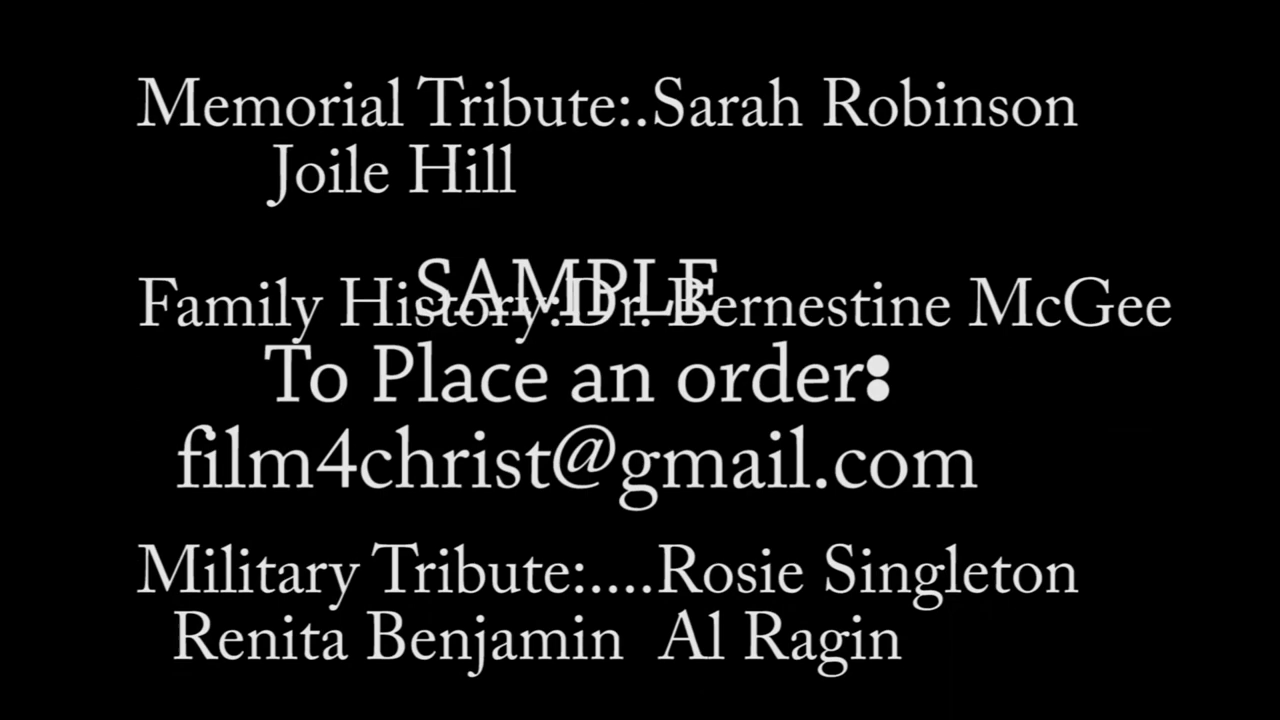 Memorial Tribute:.Sarah Robinson
Joile Hill
SAMPLE
Family History:Dr. Bernestine McGee
To Place an order:
film4christ@gmail.com
Military Tribute:....Rosie Singleton
Renita Benjamin Al Ragin